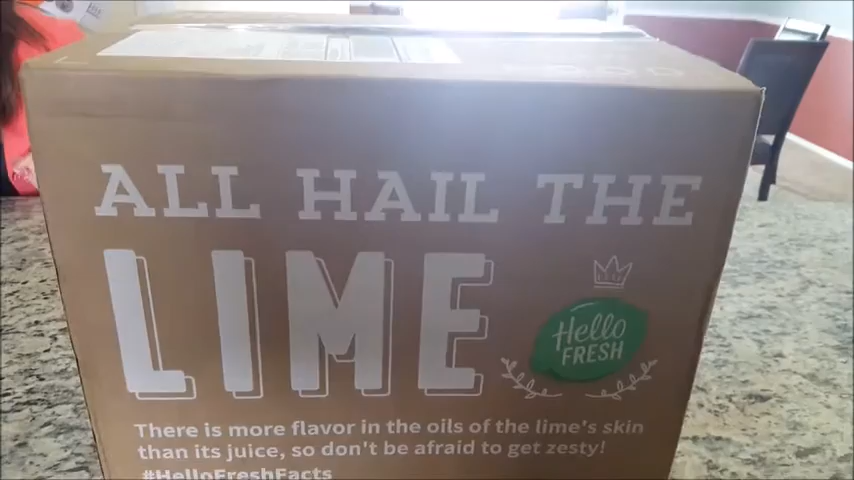 ALL HAIL THE
LIME
Hello
FRESH
There is more flavor in the oils of the lime's skin
than its juice, so don't be afraid to get zesty!
#HelloFreshFacts